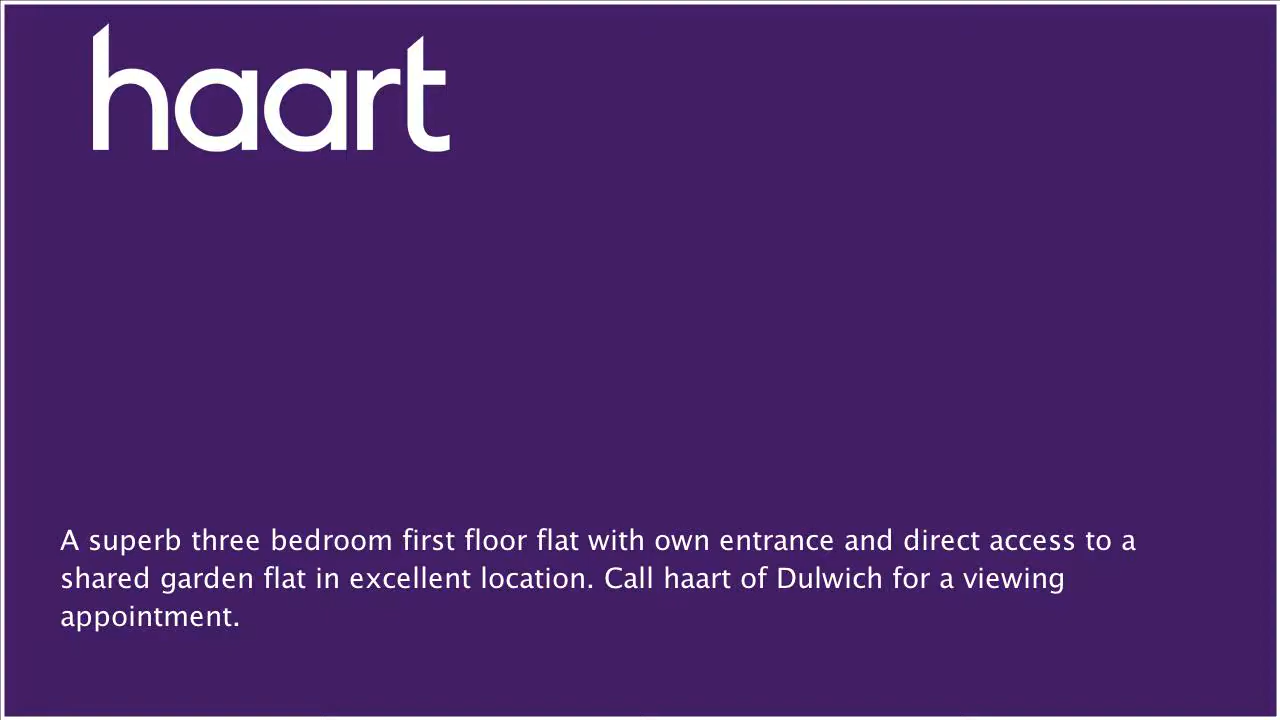 haart
A superb three bedroom first floor flat with own entrance and direct access to a
shared garden flat in excellent location. Call haart of Dulwich for a viewing
appointment.